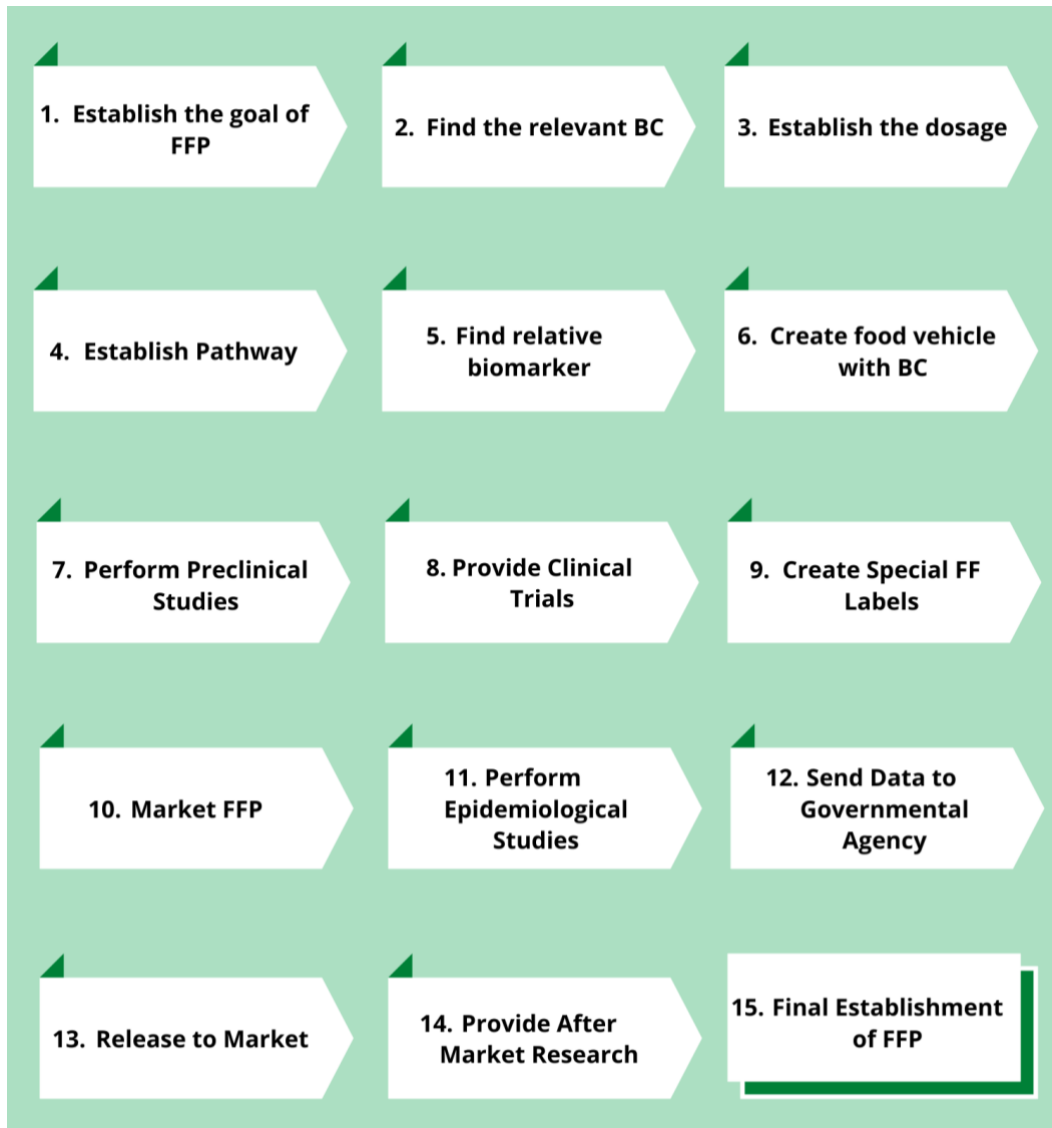 1. Establish the goal of
FFP
2. Find the relevant BC
3. Establish the dosage
4. Establish Pathway
5. Find relative
biomarker
6. Create food vehicle
with BC
7. Perform Preclinical
Studies
8. Provide Clinical
Trials
9. Create Special FF
Labels
10. Market FFP
11. Perform
Epidemiological
Studies
12. Send Data to
Governmental
Agency
13. Release to Market
14. Provide After
Market Research
15. Final Establishment
of FFP